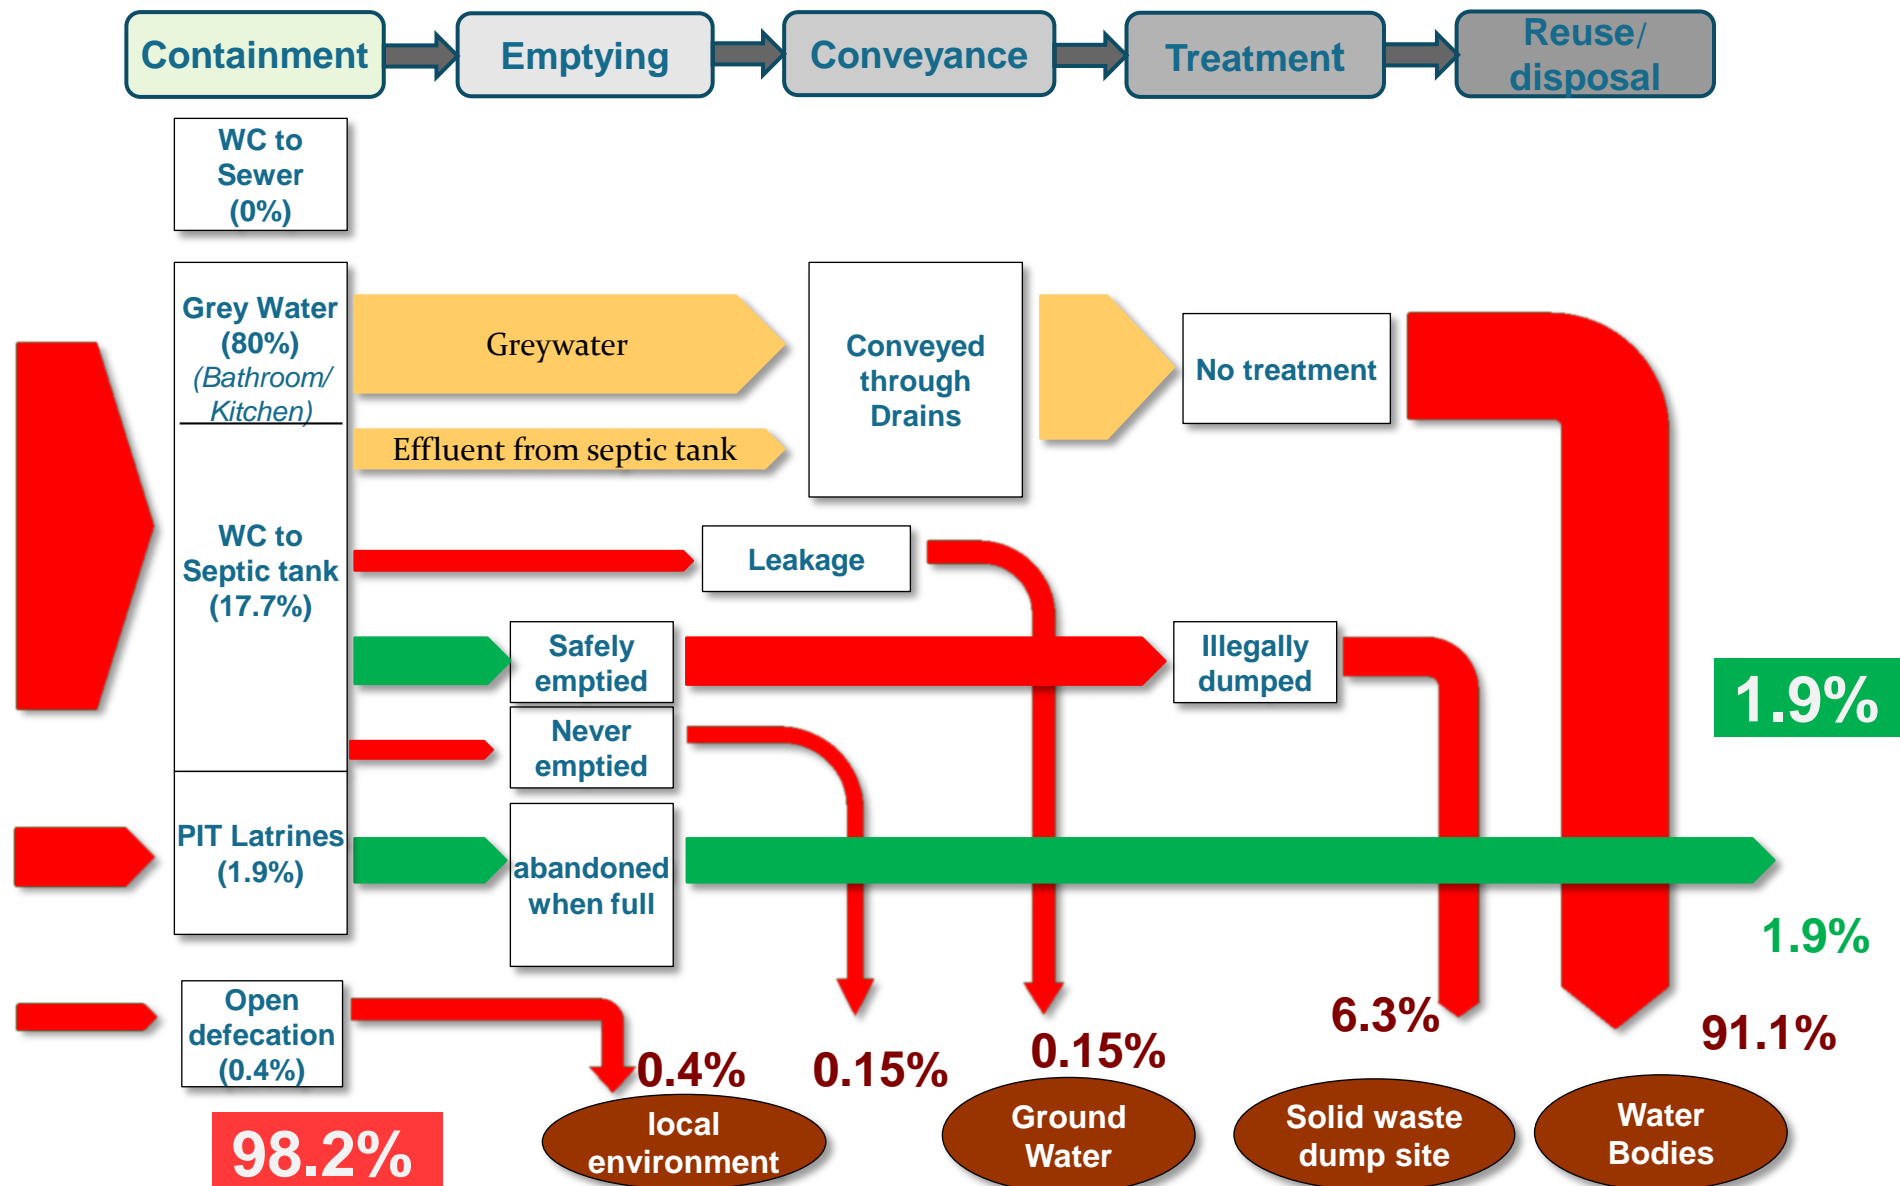 Containment
Emptying
Conveyance
Treatment
Reuse/
disposal
WC to
Sewer
(0%)
Grey Water
(80%)
(Bathroom/
Kitchen)
Greywater
Conveyed
through
Drains
No treatment
Effluent from septic tank
WC to
Septic tank
(17.7%)
Leakage
Safely
emptied
Illegally
dumped
1.9%
Never
emptied
PIT Latrines
(1.9%)
abandoned
when full
1.9%
Open
defecation
(0.4%)
0.4%
0.15%
0.15%
6.3%
91.1%
98.2%
local
environment
Ground
Water
Solid waste
dump site
Water
Bodies